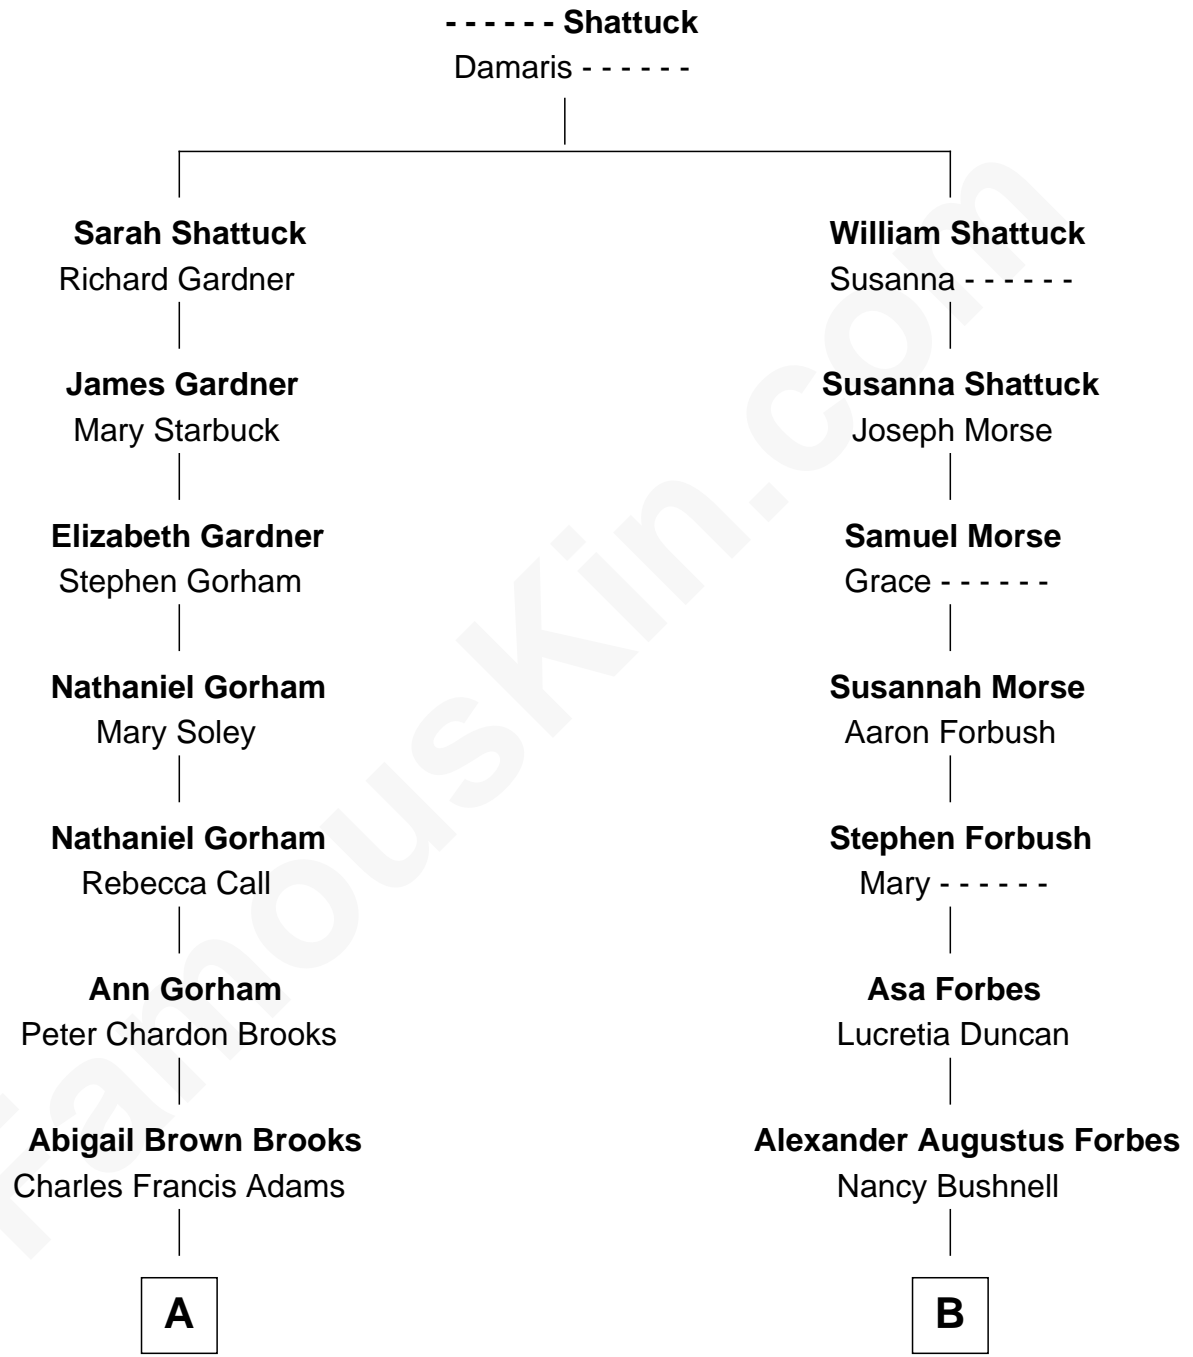 - - - - - - Shattuck
Damaris - - - - - -
Sarah Shattuck
Richard Gardner
William Shattuck
Susanna - - - - - -
James Gardner
Mary Starbuck
Susanna Shattuck
Joseph Morse
Elizabeth Gardner
Stephen Gorham
Samuel Morse
Grace - - - - - -
Nathaniel Gorham
Mary Soley
Susannah Morse
Aaron Forbush
Nathaniel Gorham
Rebecca Call
Stephen Forbush
Mary - - - - - -
Ann Gorham
Peter Chardon Brooks
Asa Forbes
Lucretia Duncan
Abigail Brown Brooks
Charles Francis Adams
Alexander Augustus Forbes
Nancy Bushnell
A
B
FamousKin.com